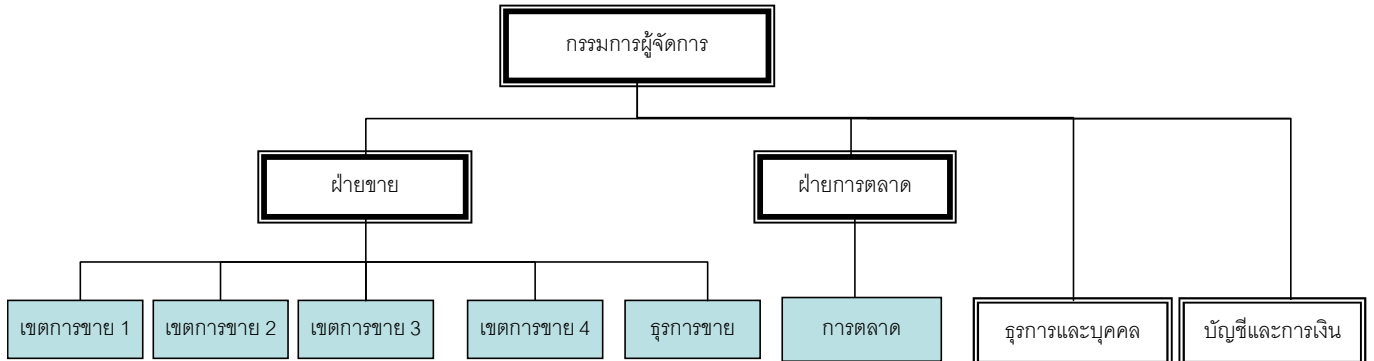 กรรมการผู้จัดการ
ฝ่ายขาย
ฝ่ายการตลาด
เขตการขาย 1
เขตการขาย 2
เขตการขาย 3
เขตการขาย 4
ธุรการขาย
การตลาด
ธุรการและบุคคล
บัญชีและการเงิน